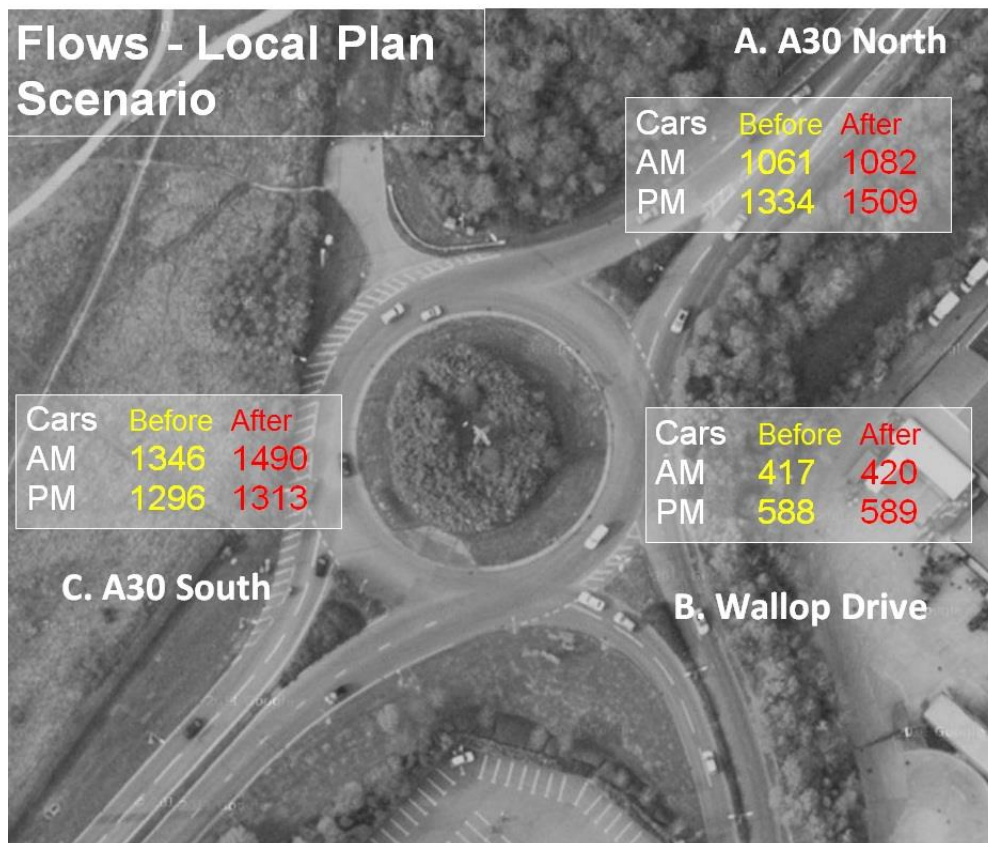 Flows - Local Plan
Scenario
A. A30 North
Cars Before After
AM 1061 1082
PM 1334 1509
Cars Before After
AM 1346 1490
PM 1296 1313
Cars Before After
AM 417 420
PM 588 589
C. A30 South
B. Wallop Drive